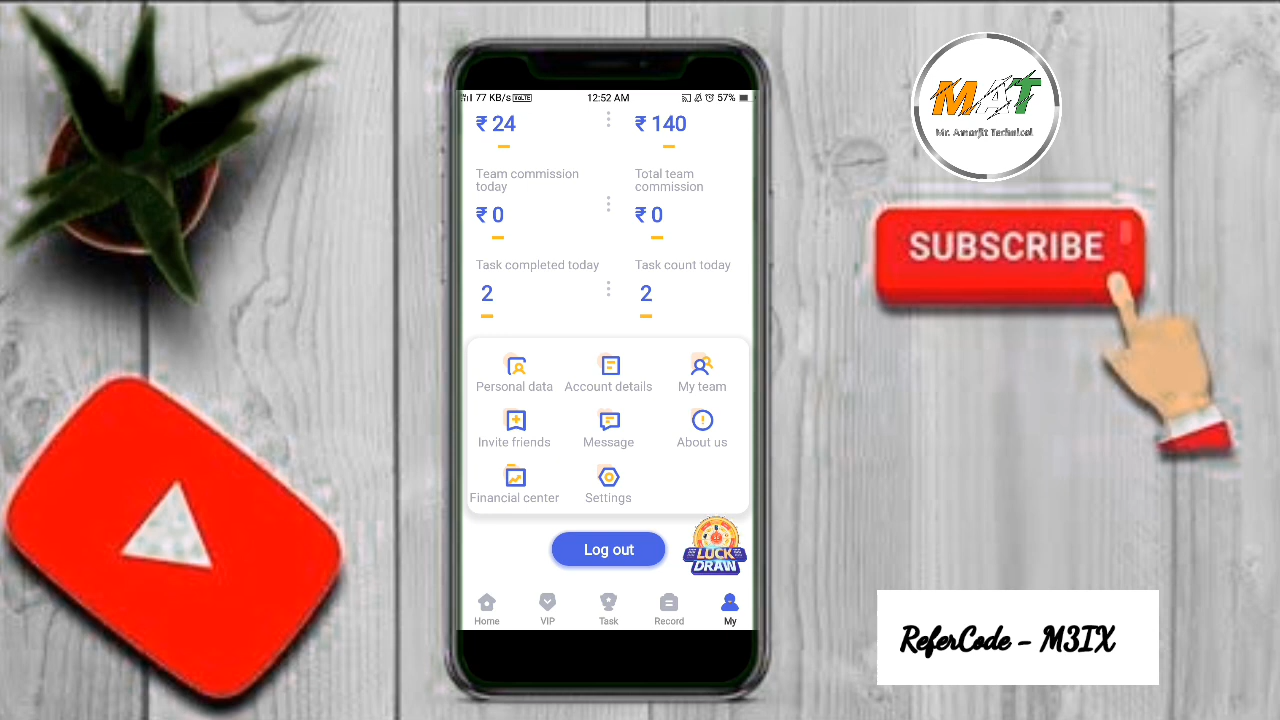 77 KB/s VOLTE 12:52 AM 57%
₹ 24 ₹ 140
Team commission today
Total team commission
₹ 0 ₹ 0
Task completed today Task count today
2 2
Personal data Account details My team
Invite friends Message About us
Financial center Settings
Log out
LUCK
DRAW
Home VIP Task Record My
MAT
Mr. Amarjit Technical
SUBSCRIBE
ReferCode - M3IX